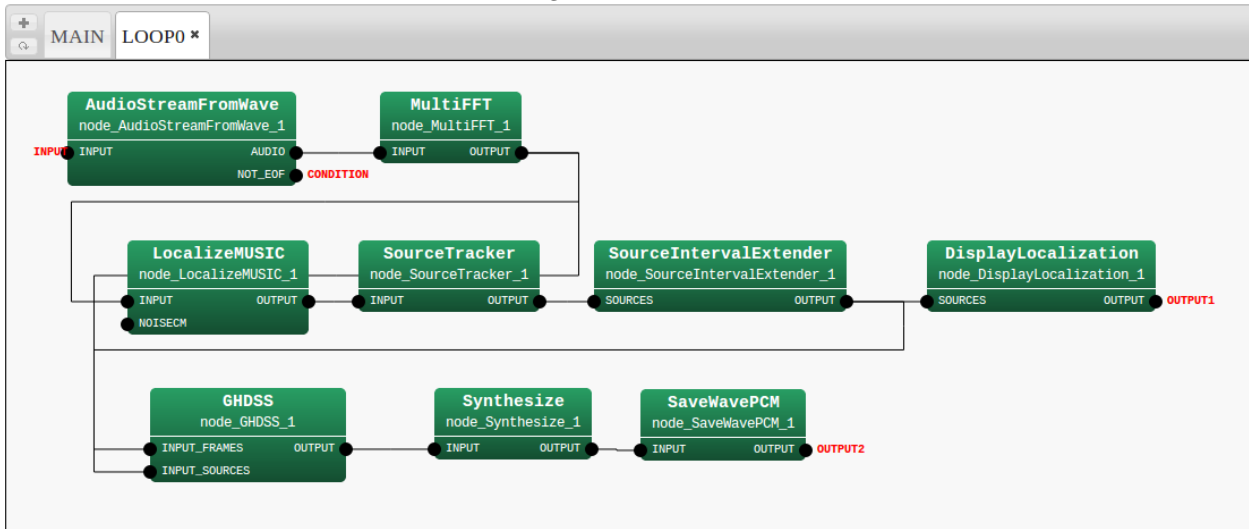 MAIN LOOP0 ✖
AudioStreamFromWave
node_AudioStreamFromWave_1
INPUT INPUT AUDIO
NOT_EOF CONDITION
MultiFFT
node_MultiFFT_1
INPUT OUTPUT
LocalizeMUSIC
node_LocalizeMUSIC_1
INPUT OUTPUT
NOISECM
SourceTracker
node_SourceTracker_1
INPUT OUTPUT
SourceIntervalExtender
node_SourceIntervalExtender_1
SOURCES OUTPUT
DisplayLocalization
node_DisplayLocalization_1
SOURCES OUTPUT OUTPUT1
GHDSS
node_GHDSS_1
INPUT_FRAMES OUTPUT
INPUT_SOURCES
Synthesize
node_Synthesize_1
INPUT OUTPUT
SaveWavePCM
node_SaveWavePCM_1
INPUT OUTPUT OUTPUT2